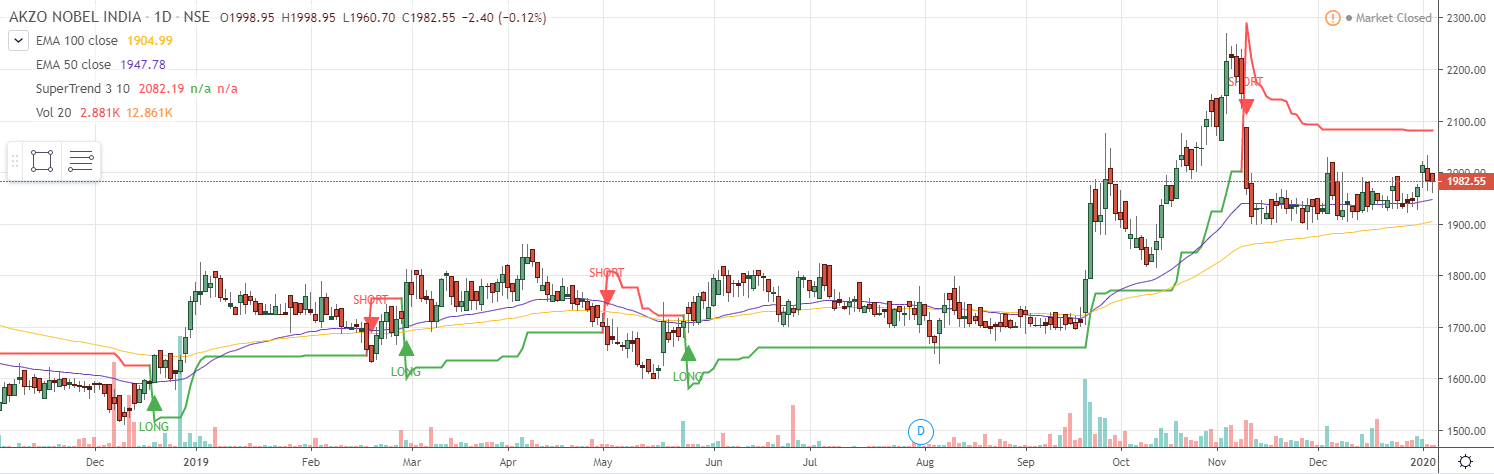 AKZO NOBEL INDIA · 1D · NSE O1998.95 H1998.95 L1960.70 C1982.55 −2.40 (−0.12%)
Market Closed
EMA 100 close 1904.99
EMA 50 close 1947.78
SuperTrend 3 10 2082.19 n/a n/a
Vol 20 2.881K 12.861K
2300.00
2200.00
2100.00
2000.00
1982.55
1900.00
1800.00
1700.00
1600.00
1500.00
SHORT
SHORT
SHORT
LONG
LONG
LONG
D
Dec 2019 Feb Mar Apr May Jun Jul Aug Sep Oct Nov Dec 2020